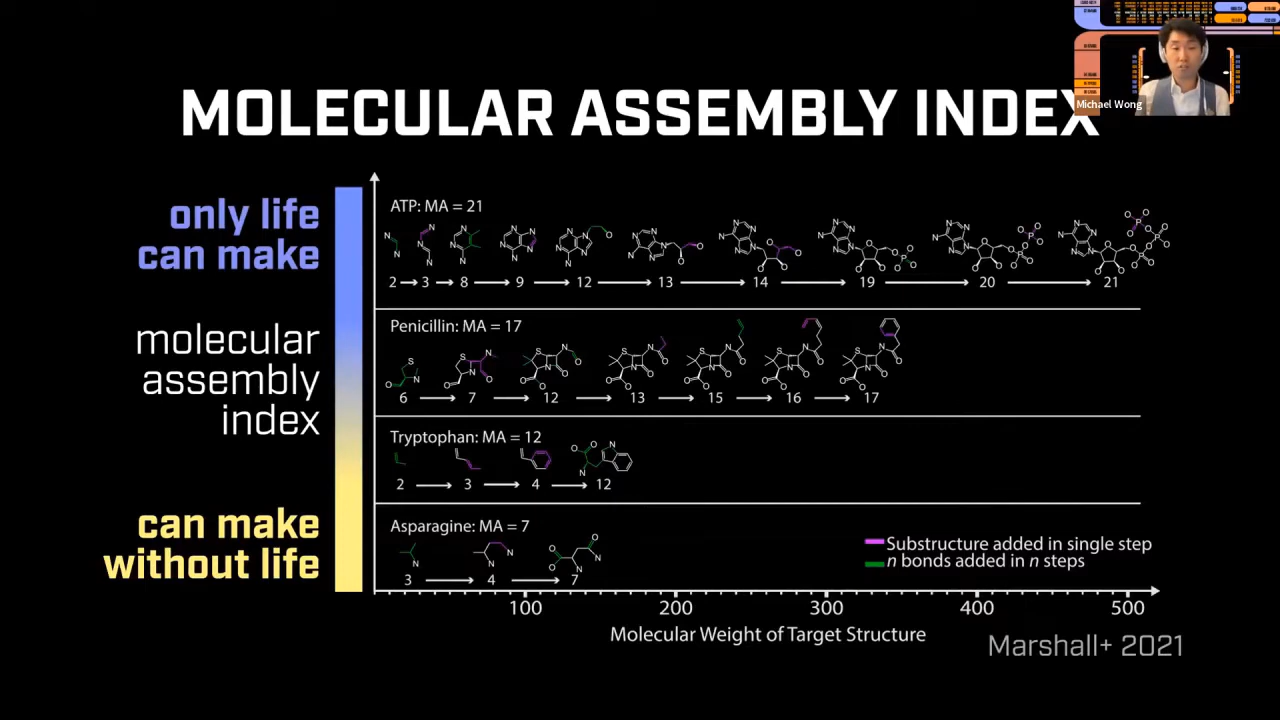 Michael Wong
MOLECULAR ASSEMBLY INDEX
only life
can make
molecular
assembly
index
can make
without life
ATP: MA = 21
2 → 3 → 8 → 9 → 12 → 13 → 14 → 19 → 20 → 21
Penicillin: MA = 17
6 → 7 → 12 → 13 → 15 → 16 → 17
Tryptophan: MA = 12
2 → 3 → 4 → 12
Asparagine: MA = 7
3 → 4 → 7
Substructure added in single step
n bonds added in n steps
100 200 300 400 500
Molecular Weight of Target Structure
Marshall+ 2021